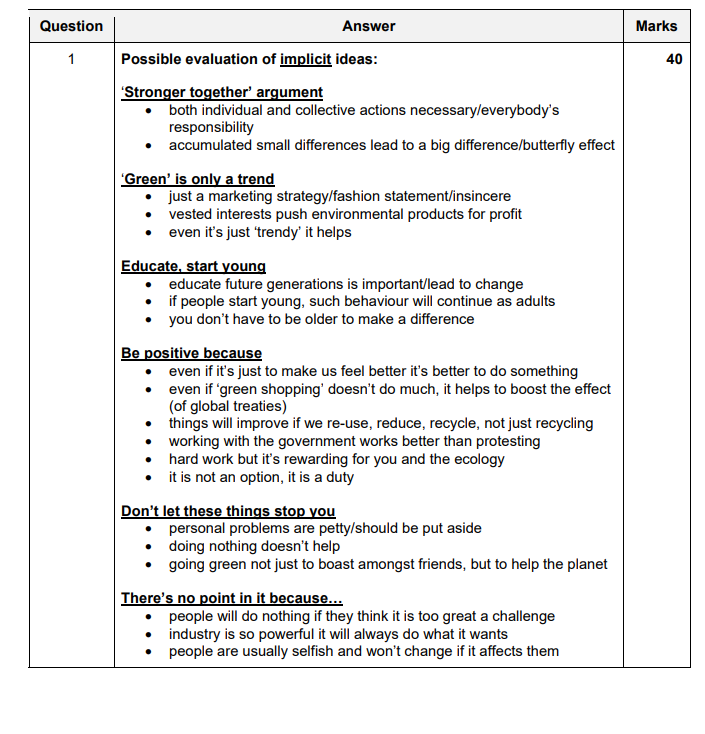 Question Answer Marks
1 Possible evaluation of implicit ideas: 40
‘Stronger together’ argument
• both individual and collective actions necessary/everybody’s
responsibility
• accumulated small differences lead to a big difference/butterfly effect
‘Green’ is only a trend
• just a marketing strategy/fashion statement/insincere
• vested interests push environmental products for profit
• even it’s just ‘trendy’ it helps
Educate, start young
• educate future generations is important/lead to change
• if people start young, such behaviour will continue as adults
• you don’t have to be older to make a difference
Be positive because
• even if it’s just to make us feel better it’s better to do something
• even if ‘green shopping’ doesn’t do much, it helps to boost the effect
(of global treaties)
• things will improve if we re-use, reduce, recycle, not just recycling
• working with the government works better than protesting
• hard work but it’s rewarding for you and the ecology
• it is not an option, it is a duty
Don’t let these things stop you
• personal problems are petty/should be put aside
• doing nothing doesn’t help
• going green not just to boast amongst friends, but to help the planet
There’s no point in it because…
• people will do nothing if they think it is too great a challenge
• industry is so powerful it will always do what it wants
• people are usually selfish and won’t change if it affects them